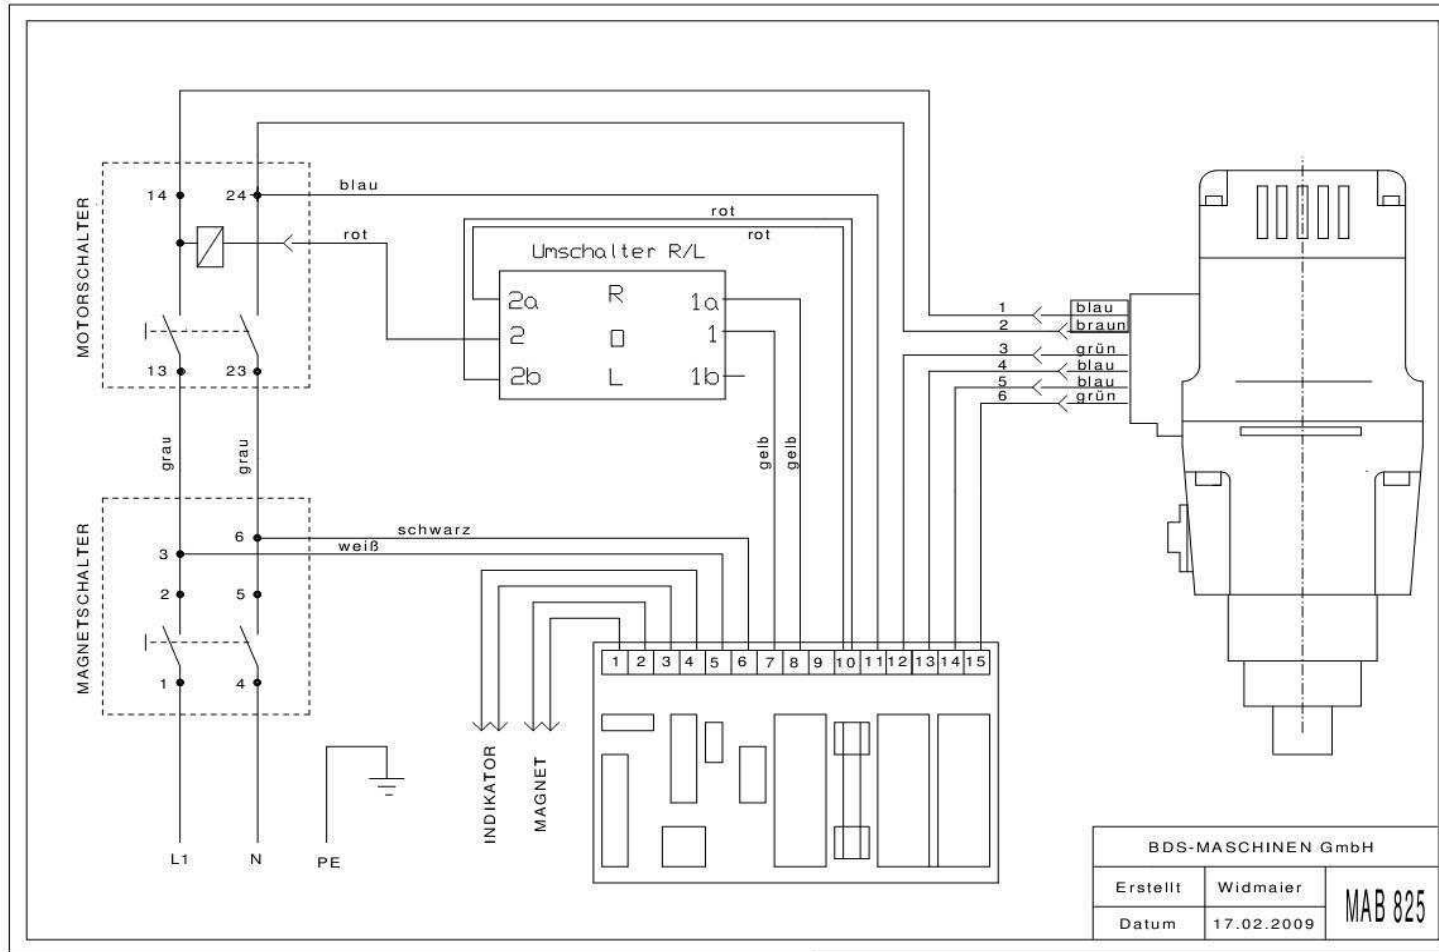 MOTORSCHALTER
14
24
blau
rot
13
23
rot
rot
Umschalter R/L
2a R 1a
2 0 1
2b L 1b
1 blau
2 braun
3 grün
4 blau
5 blau
6 grün
grau
grau
gelb
gelb
MAGNETSCHALTER
6
schwarz
3
weiß
2
5
1
4
1 2 3 4 5 6 7 8 9 10 11 12 13 14 15
INDIKATOR
MAGNET
L1
N
PE
BDS-MASCHINEN GmbH
Erstellt Widmaier
MAB 825
Datum 17.02.2009